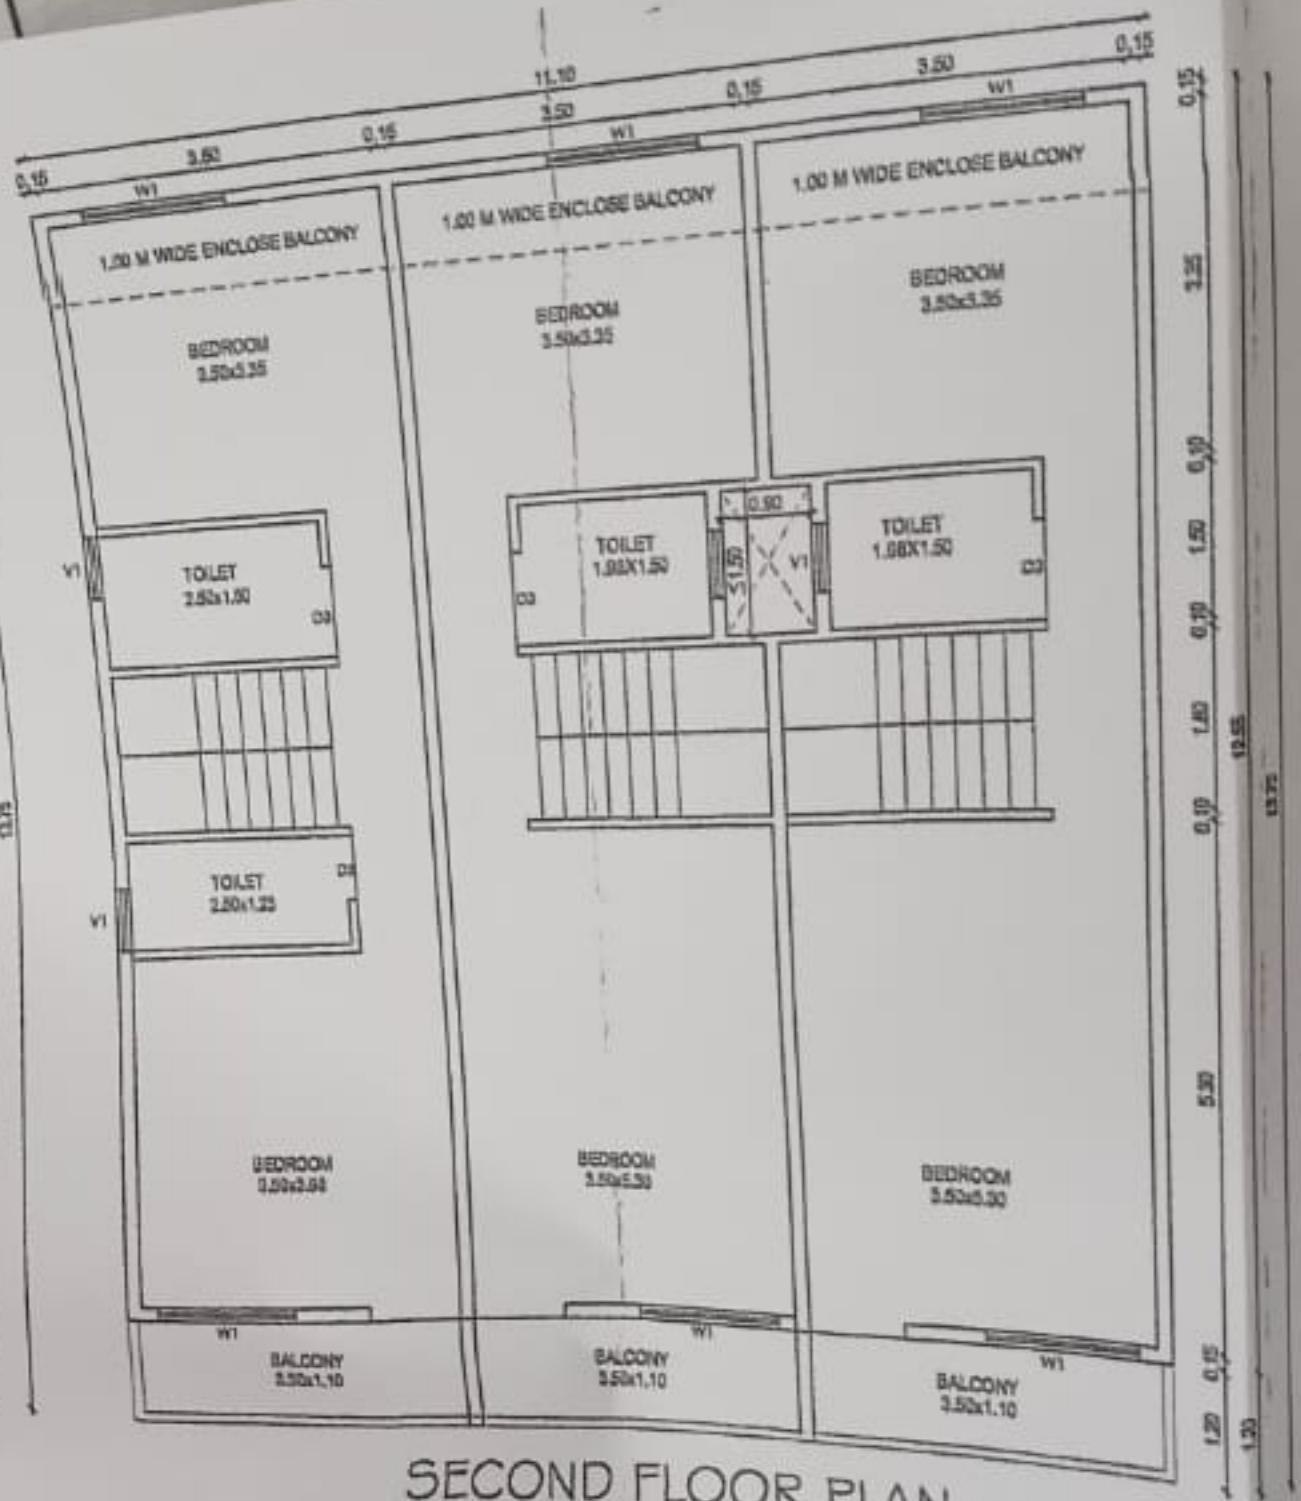 11.10
0.15
3.50
0.15
3.50
0.15
3.50
0.15
W1
W1
W1
1.00 M WIDE ENCLOSE BALCONY
1.00 M WIDE ENCLOSE BALCONY
1.00 M WIDE ENCLOSE BALCONY
BEDROOM
3.50x3.35
BEDROOM
3.50x3.35
BEDROOM
3.50x3.35
V1
TOILET
2.50x1.50
D3
TOILET
1.98X1.50
D3
0.90
1.50
V1
TOILET
1.98X1.50
D3
TOILET
2.50x1.25
D3
V1
BEDROOM
BEDROOM
3.50x5.30
BEDROOM
3.50x5.30
W1
W1
W1
BALCONY
BALCONY
3.50x1.10
BALCONY
3.50x1.10
0.15
3.35
0.10
1.50
0.10
1.80
0.10
5.30
0.15
1.20
12.55
1.20
13.75
13.75
SECOND FLOOR PLAN